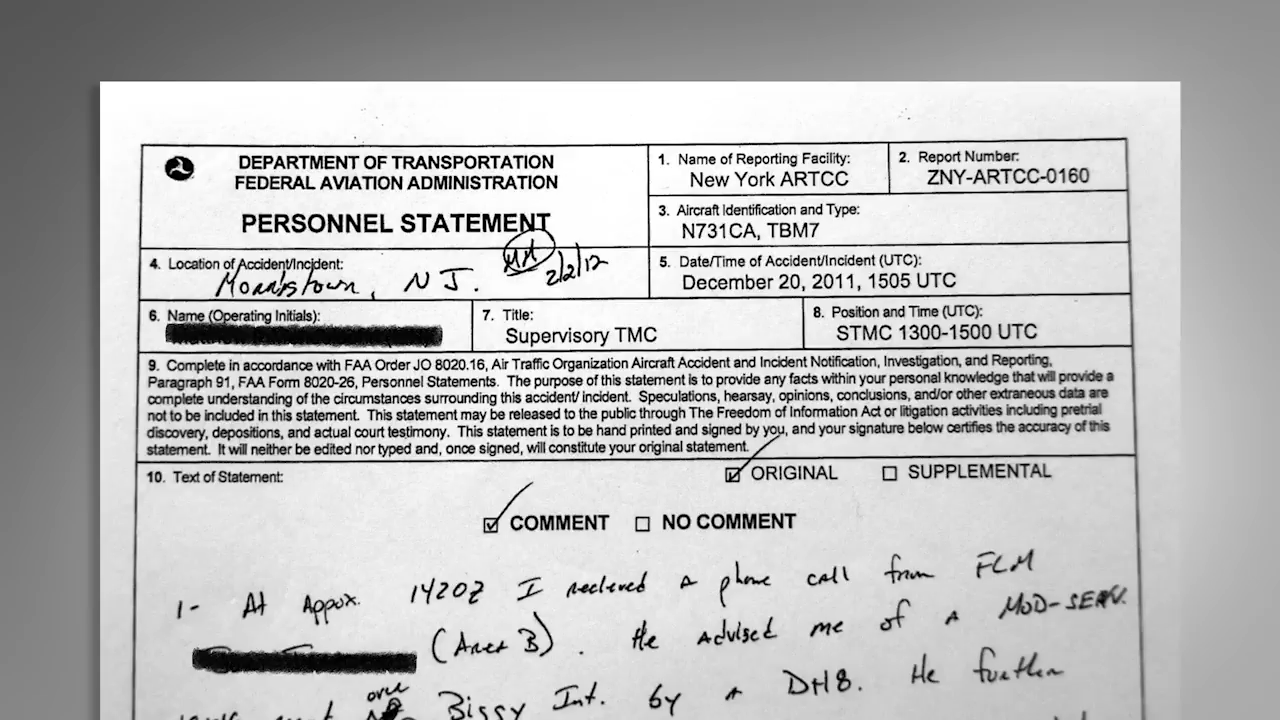 DEPARTMENT OF TRANSPORTATION
FEDERAL AVIATION ADMINISTRATION
PERSONNEL STATEMENT
1. Name of Reporting Facility:
New York ARTCC
2. Report Number:
ZNY-ARTCC-0160
3. Aircraft Identification and Type:
N731CA, TBM7
4. Location of Accident/Incident:
Morristown, NJ.
MM 2/2/12
5. Date/Time of Accident/Incident (UTC):
December 20, 2011, 1505 UTC
6. Name (Operating Initials):
7. Title:
Supervisory TMC
8. Position and Time (UTC):
STMC 1300-1500 UTC
9. Complete in accordance with FAA Order JO 8020.16, Air Traffic Organization Aircraft Accident and Incident Notification, Investigation, and Reporting,
Paragraph 91, FAA Form 8020-26, Personnel Statements. The purpose of this statement is to provide any facts within your personal knowledge that will provide a
complete understanding of the circumstances surrounding this accident/ incident. Speculations, hearsay, opinions, conclusions, and/or other extraneous data are
not to be included in this statement. This statement may be released to the public through The Freedom of Information Act or litigation activities including pretrial
discovery, depositions, and actual court testimony. This statement is to be hand printed and signed by you, and your signature below certifies the accuracy of this
statement. It will neither be edited nor typed and, once signed, will constitute your original statement.
10. Text of Statement:
ORIGINAL SUPPLEMENTAL
COMMENT NO COMMENT
1- At Appox. 1420Z I recieved a phone call from FLM
(Area B). He advised me of a MOD-SERV.
over Biggy Int. by a DH8. He further